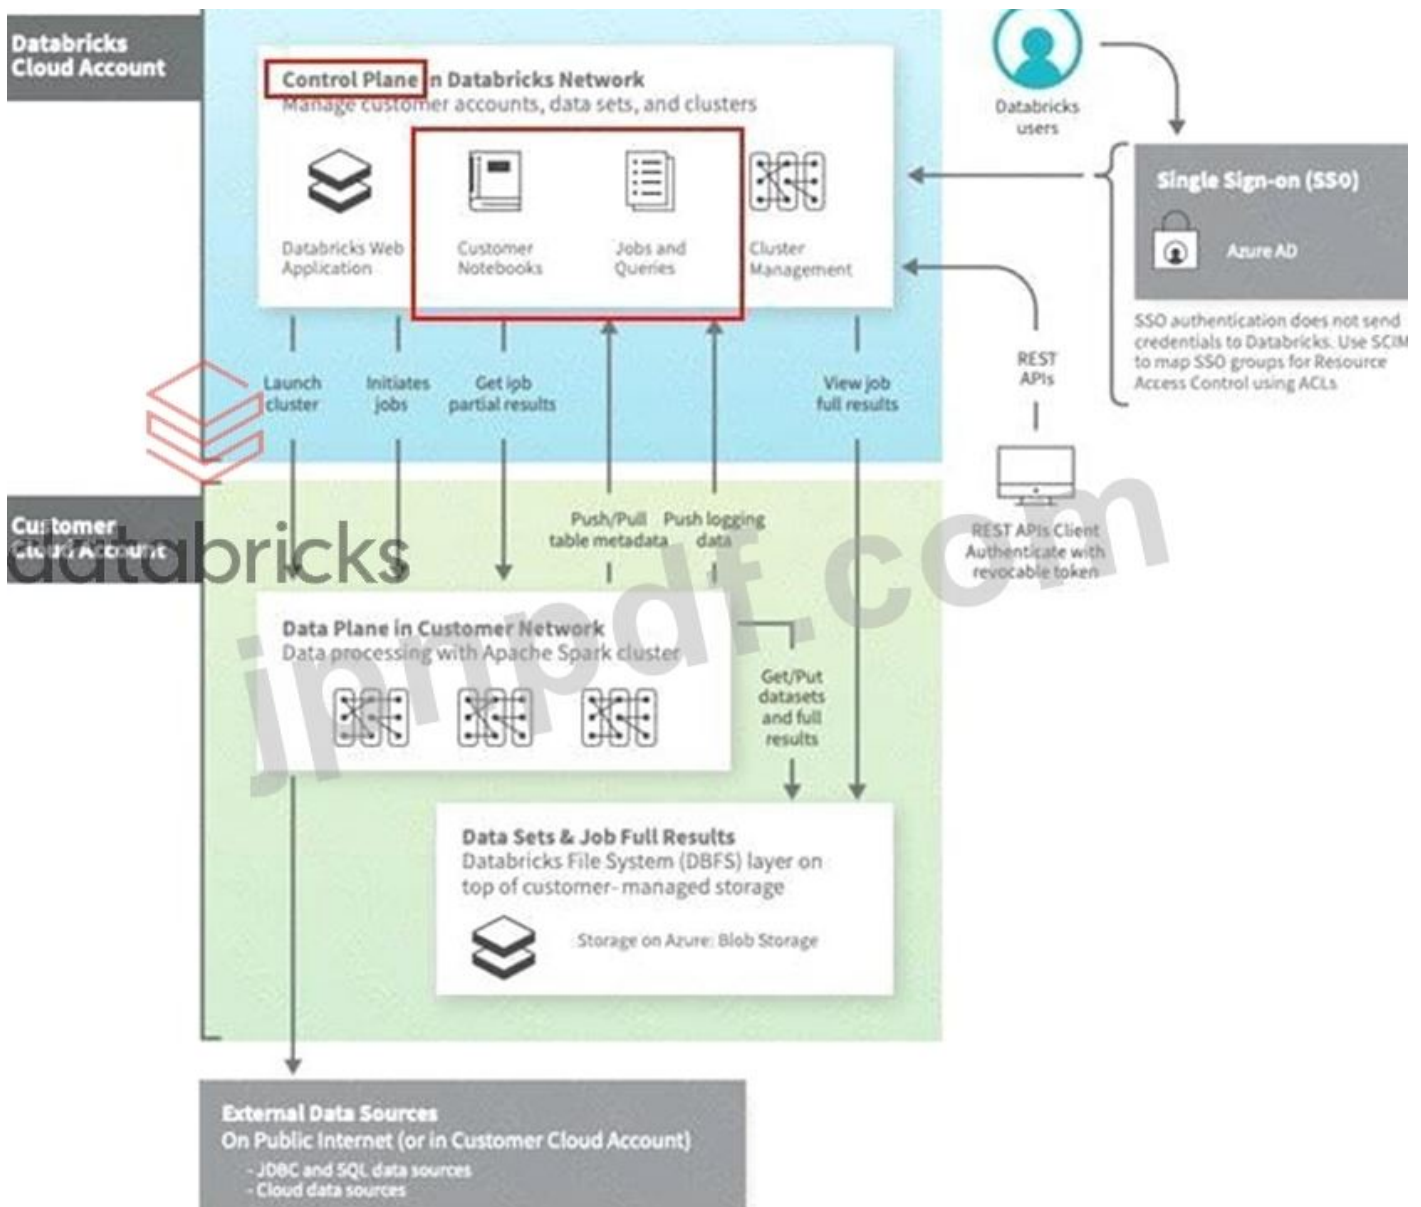 Databricks
Cloud Account
Control Plane in Databricks Network
Manage customer accounts, data sets, and clusters
Databricks Web
Application
Customer
Notebooks
Jobs and
Queries
Cluster
Management
Databricks
users
Single Sign-on (SSO)
Azure AD
SSO authentication does not send
credentials to Databricks. Use SCIM
to map SSO groups for Resource
Access Control using ACLs
REST
APIs
REST APIs Client
Authenticate with
revocable token
Launch
cluster
Initiates
jobs
Get job
partial results
View job
full results
Customer
Cloud Account
databricks
Push/Pull
table metadata
Push logging
data
jpnpdf.com
Data Plane in Customer Network
Data processing with Apache Spark cluster
Get/Put
datasets
and full
results
Data Sets & Job Full Results
Databricks File System (DBFS) layer on
top of customer- managed storage
Storage on Azure: Blob Storage
External Data Sources
On Public Internet (or in Customer Cloud Account)
- JDBC and SQL data sources
- Cloud data sources